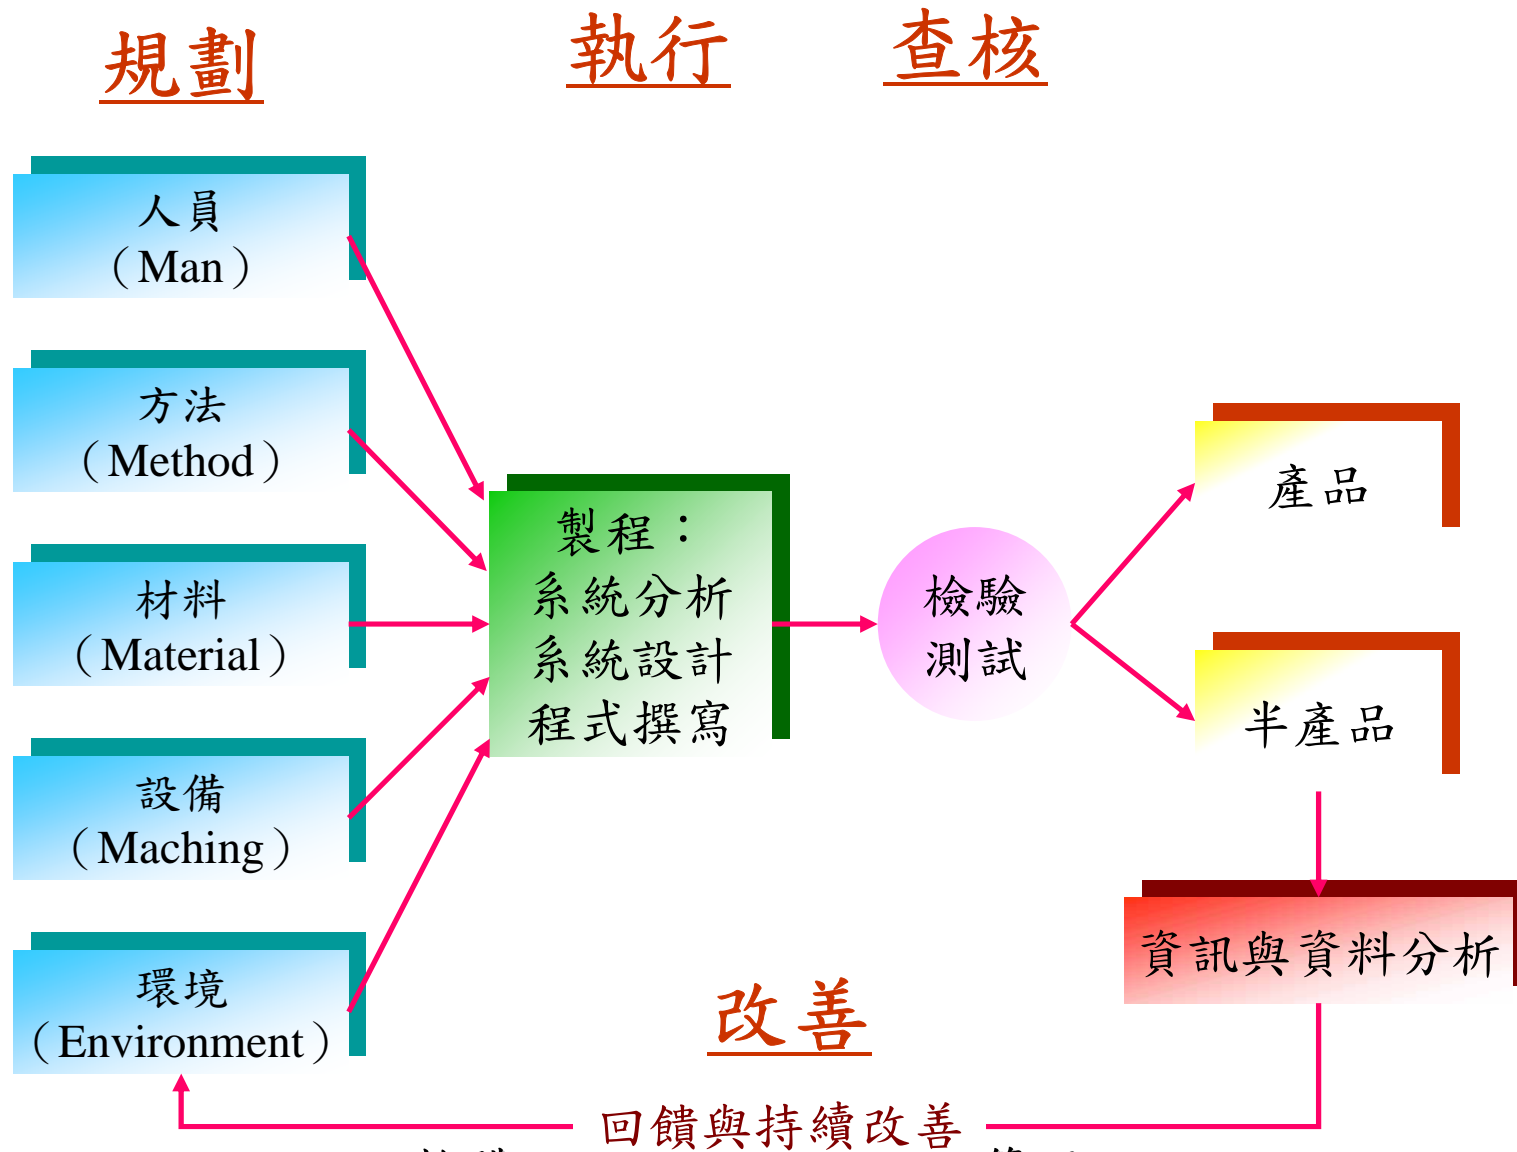 規劃
執行
查核
人員
（Man）
方法
（Method）
材料
（Material）
設備
（Maching）
環境
（Environment）
製程：
系統分析
系統設計
程式撰寫
檢驗
測試
產品
半產品
資訊與資料分析
改善
回饋與持續改善